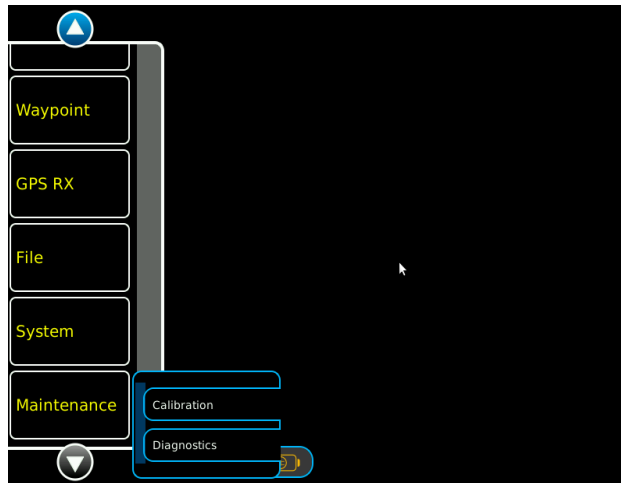 Waypoint
GPS RX
File
System
Maintenance
Calibration
Diagnostics